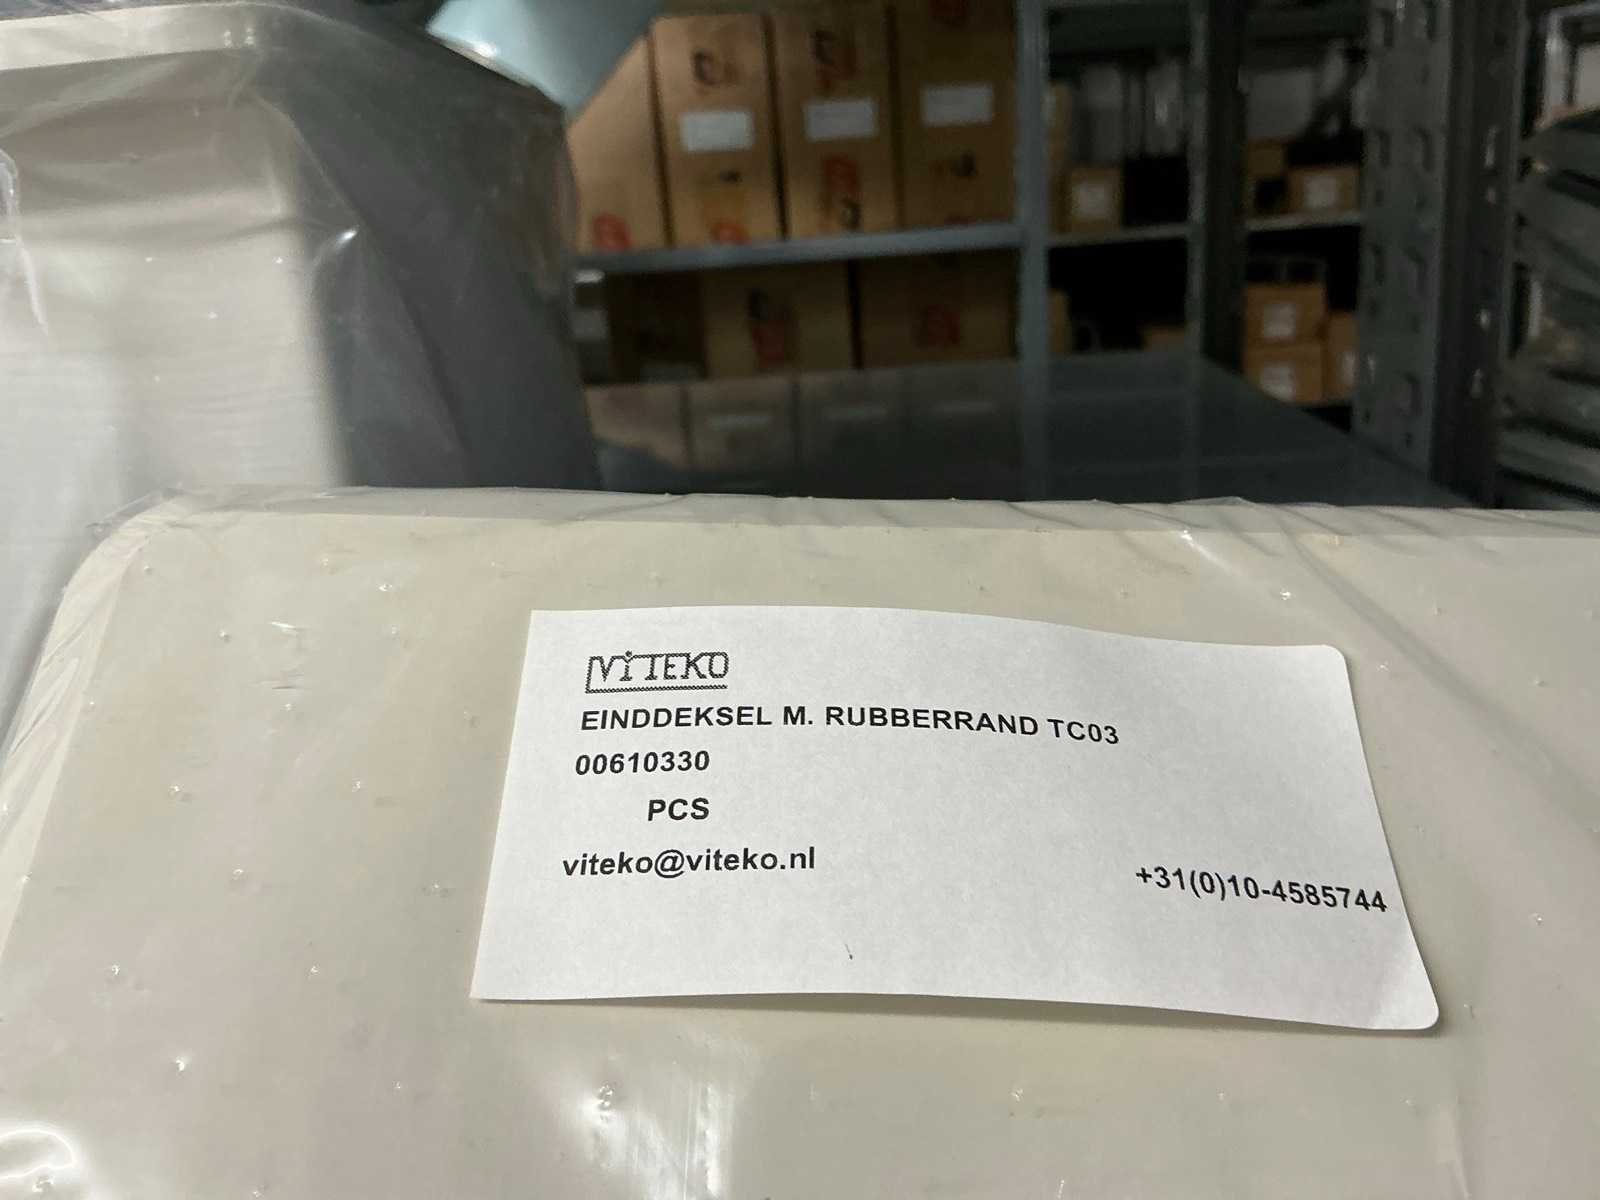 VITEKO
EINDDEKSEL M. RUBBERRAND TC03
00610330
PCS
viteko@viteko.nl
+31(0)10-4585744